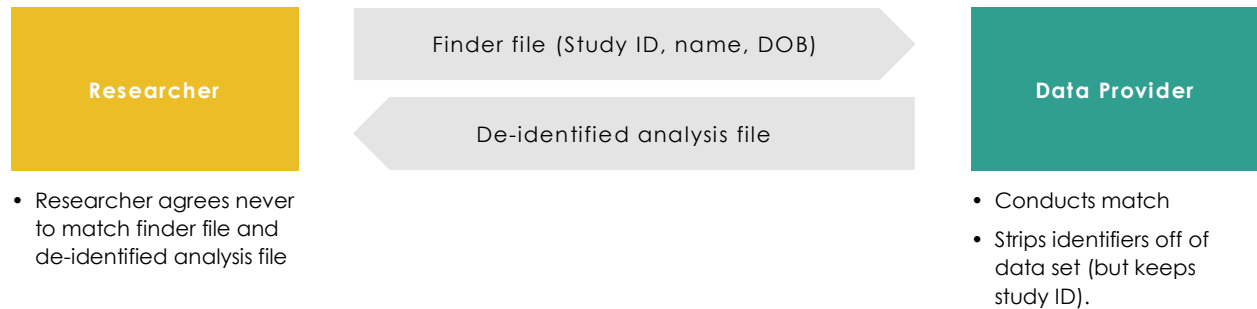 Researcher
Finder file (Study ID, name, DOB)
De-identified analysis file
Data Provider
• Researcher agrees never
to match finder file and
de-identified analysis file
• Conducts match
• Strips identifiers off of
data set (but keeps
study ID).